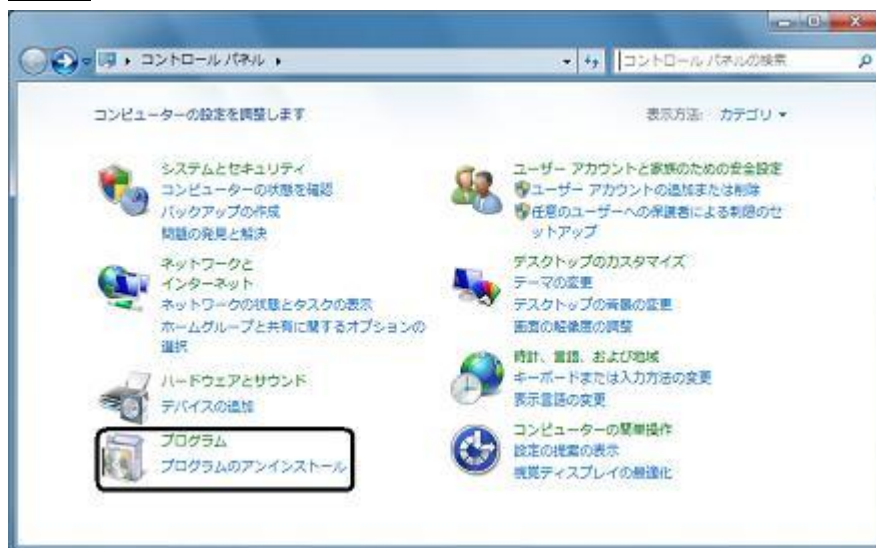 コントロール パネル
コントロール パネルの検索
コンピューターの設定を調整します
表示方法: カテゴリ
システムとセキュリティ
コンピューターの状態を確認
バックアップの作成
問題の発見と解決
ネットワークと
インターネット
ネットワークの状態とタスクの表示
ホームグループと共有に関するオプションの
選択
ハードウェアとサウンド
デバイスの追加
プログラム
プログラムのアンインストール
ユーザー アカウントと家族のための安全設定
ユーザー アカウントの追加または削除
任意のユーザーへの保護者による制限のセ
ットアップ
デスクトップのカスタマイズ
テーマの変更
デスクトップの背景の変更
画面の解像度の調整
時計、言語、および地域
キーボードまたは入力方法の変更
表示言語の変更
コンピューターの簡単操作
設定の提案の表示
視覚ディスプレイの最適化